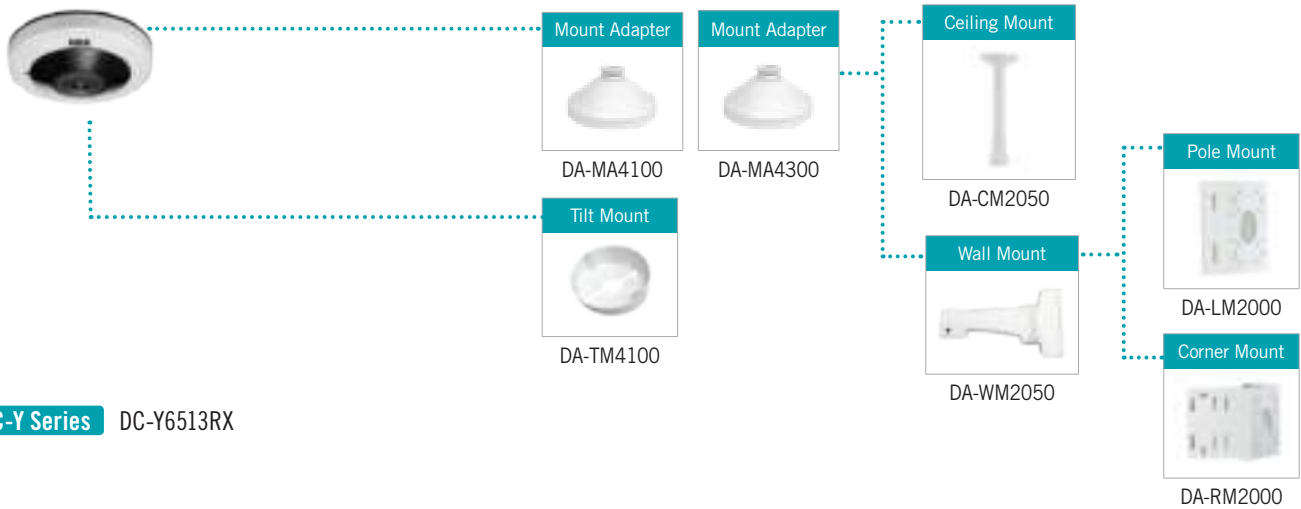 Mount Adapter
DA-MA4100
Mount Adapter
DA-MA4300
Ceiling Mount
DA-CM2050
Pole Mount
DA-LM2000
Tilt Mount
DA-TM4100
Wall Mount
DA-WM2050
Corner Mount
DA-RM2000
C-Y Series DC-Y6513RX